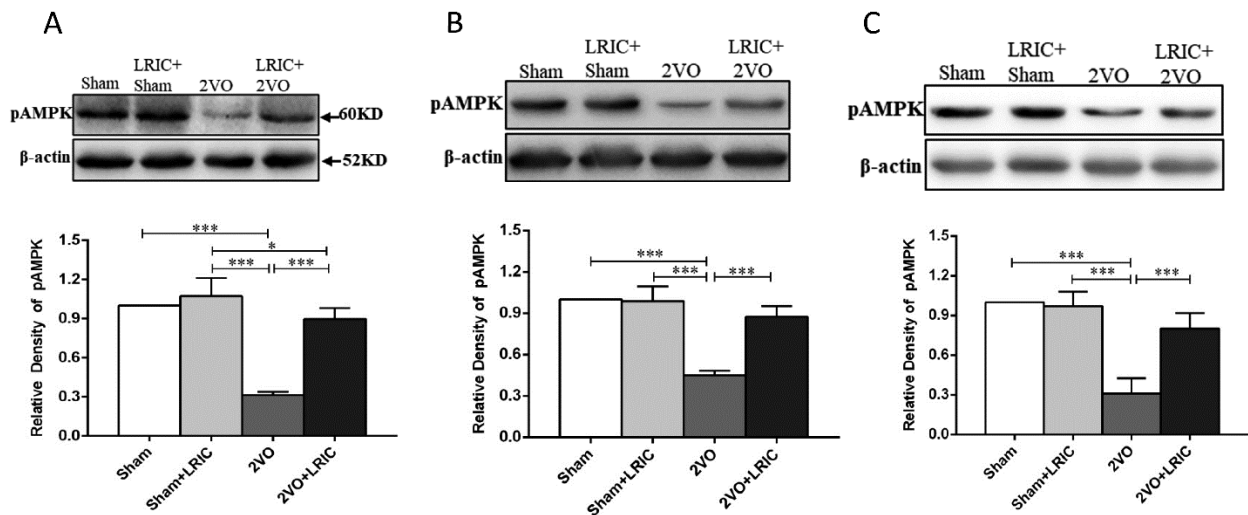 A
LRIC+
Sham Sham 2VO LRIC+
2VO
pAMPK 60KD
β-actin 52KD
***
*
*** ***
Relative Density of pAMPK
1.5
1.2
0.9
0.6
0.3
0.0
Sham Sham+LRIC 2VO 2VO+LRIC
B
LRIC+ LRIC+
Sham Sham 2VO 2VO
pAMPK
β-actin
***
*** ***
Relative Density of pAMPK
1.5
1.2
0.9
0.6
0.3
0.0
Sham Sham+LRIC 2VO 2VO+LRIC
C
LRIC+ LRIC+
Sham Sham 2VO 2VO
pAMPK
β-actin
***
*** ***
Relative Density of pAMPK
1.5
1.2
0.9
0.6
0.3
0.0
Sham Sham+LRIC 2VO 2VO+LRIC